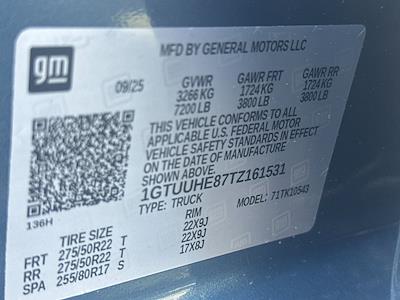 gm
MFD BY GENERAL MOTORS LLC
09/25
GVWR
3266 KG
7200 LB
GAWR FRT
1724 KG
3800 LB
GAWR RR
1724 KG
3800 LB
THIS VEHICLE CONFORMS TO ALL
APPLICABLE U.S. FEDERAL MOTOR
VEHICLE SAFETY STANDARDS IN EFFECT
ON THE DATE OF MANUFACTURE
SHOWN ABOVE.
1GTUUHE87TZ161531
TYPE: TRUCK
MODEL: 71TK10543
136H
TIRE SIZE
RIM
FRT 275/50R22 T 22X9J
RR 275/50R22 T 22X9J
SPA 255/80R17 S 17X8J